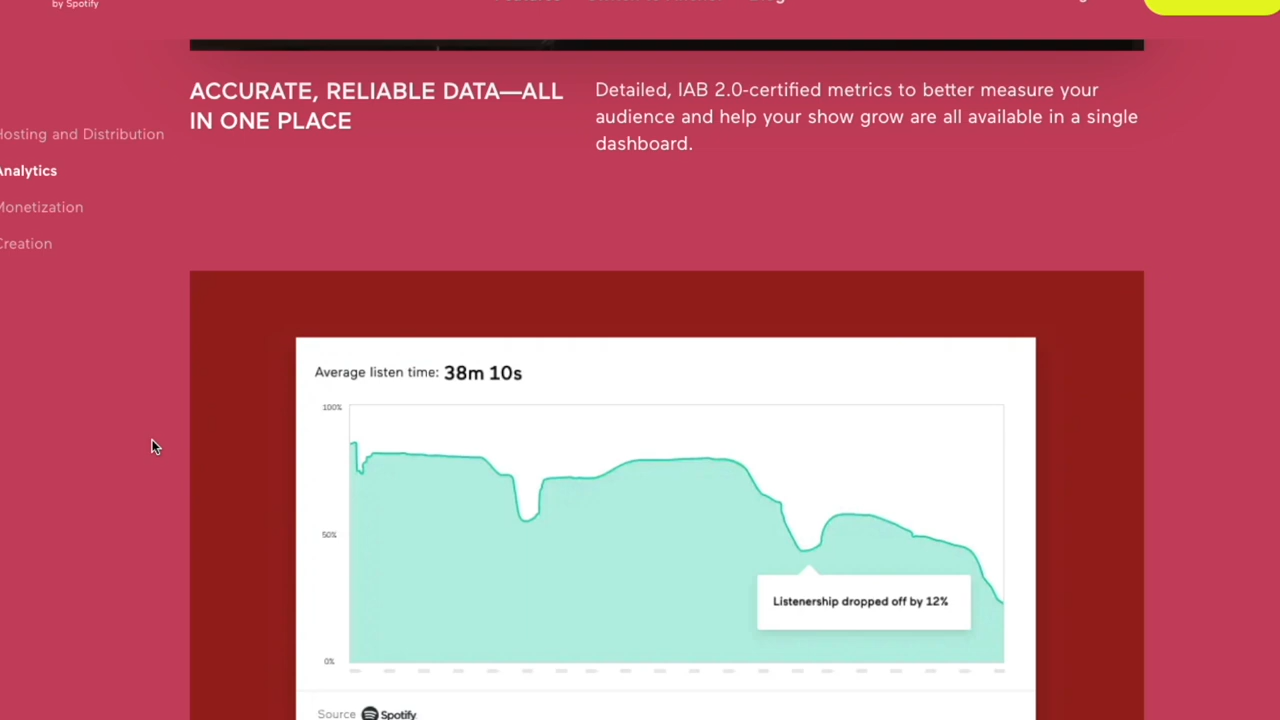 by Spotify
ACCURATE, RELIABLE DATA—ALL
IN ONE PLACE
Detailed, IAB 2.0-certified metrics to better measure your
audience and help your show grow are all available in a single
dashboard.
Hosting and Distribution
Analytics
Monetization
Creation
Average listen time: 38m 10s
100%
50%
0%
Listenership dropped off by 12%
Source Spotify